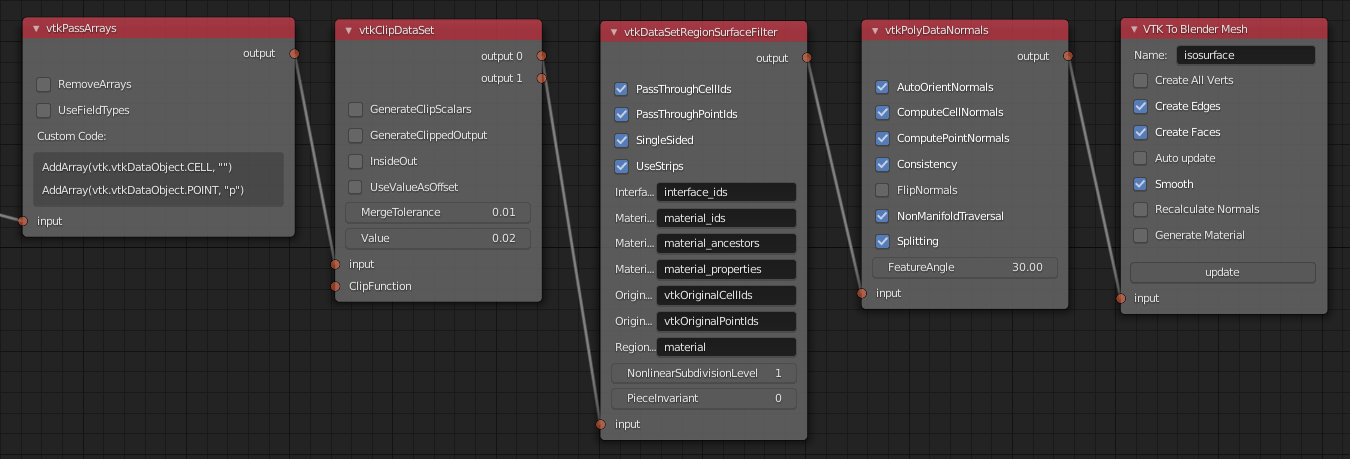 vtkPassArrays
output
RemoveArrays
UseFieldTypes
Custom Code:
AddArray(vtk.vtkDataObject.CELL, "")
AddArray(vtk.vtkDataObject.POINT, "p")
input
vtkClipDataSet
output 0
output 1
GenerateClipScalars
GenerateClippedOutput
InsideOut
UseValueAsOffset
MergeTolerance 0.01
Value 0.02
input
ClipFunction
vtkDataSetRegionSurfaceFilter
output
PassThroughCellIds
PassThroughPointIds
SingleSided
UseStrips
Interfa... interface_ids
Materi... material_ids
Materi... material_ancestors
Materi... material_properties
Origin... vtkOriginalCellIds
Origin... vtkOriginalPointIds
Region... material
NonlinearSubdivisionLevel 1
PieceInvariant 0
input
vtkPolyDataNormals
output
AutoOrientNormals
ComputeCellNormals
ComputePointNormals
Consistency
FlipNormals
NonManifoldTraversal
Splitting
FeatureAngle 30.00
input
VTK To Blender Mesh
Name: isosurface
Create All Verts
Create Edges
Create Faces
Auto update
Smooth
Recalculate Normals
Generate Material
update
input